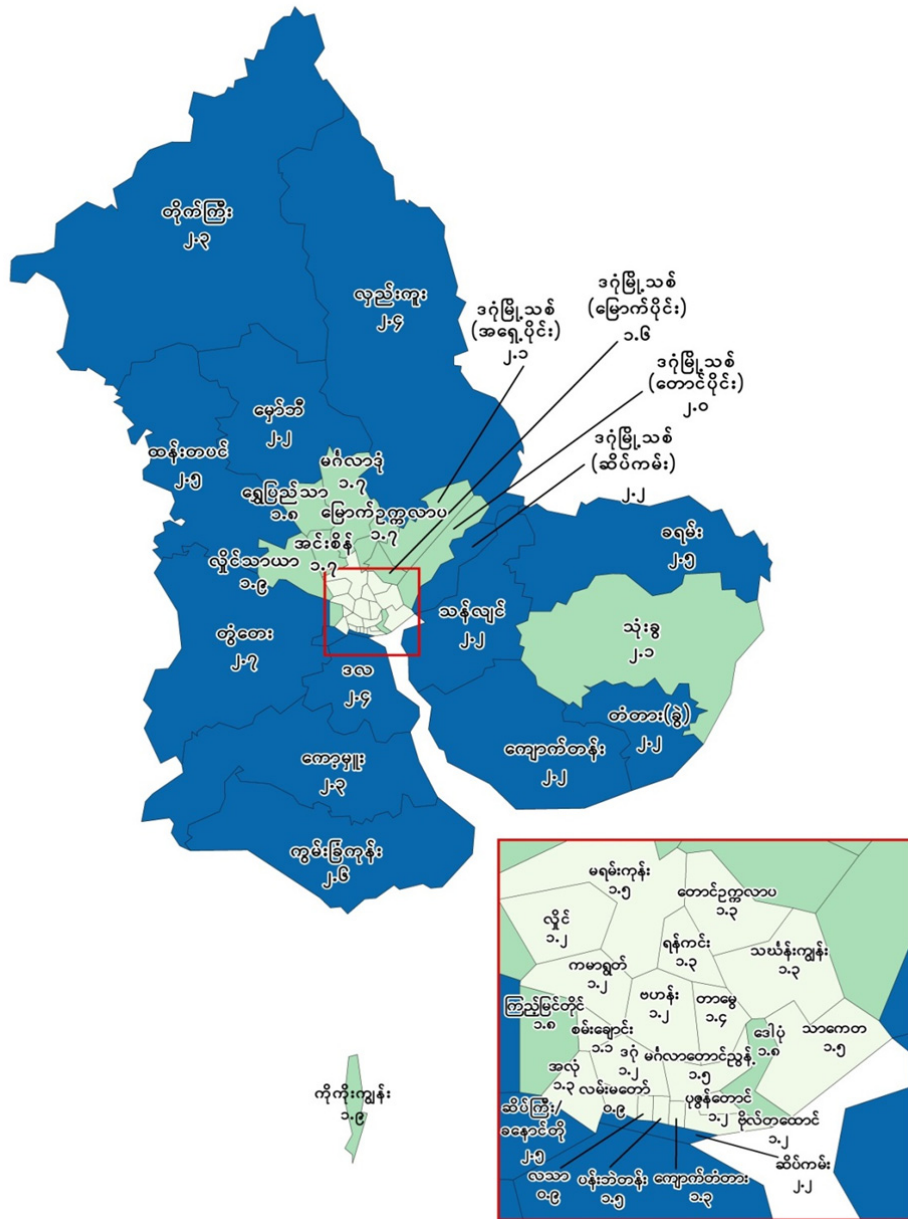 တိုက်ကြီး
၂.၃
လှည်းကူး
၂.၄
ဒဂုံမြို့သစ်
(အရှေ့ပိုင်း)
၂.၁
ဒဂုံမြို့သစ်
(မြောက်ပိုင်း)
၁.၆
ဒဂုံမြို့သစ်
(တောင်ပိုင်း)
၂.၀
ဒဂုံမြို့သစ်
(ဆိပ်ကမ်း)
၂.၂
မှော်ဘီ
၂.၂
ထန်းတပင်
၂.၅
မင်္ဂလာဒုံ
၁.၇
ရွှေပြည်သာ
၁.၈
မြောက်ဥက္ကလာပ
၁.၇
အင်းစိန်
၁.၇
လှိုင်သာယာ
၁.၉
ခရမ်း
၂.၅
သုံးခွ
၂.၁
သန်လျင်
၂.၂
တွံတေး
၂.၇
ဒလ
၂.၄
တံတား(ခွဲ)
၂.၂
ကျောက်တန်း
၂.၂
ကော့မှူး
၂.၃
ကွမ်းခြံကုန်း
၂.၆
ကိုကိုးကျွန်း
၁.၉
မရမ်းကုန်း
၁.၅
တောင်ဥက္ကလာပ
၁.၃
လှိုင်
၁.၂
ရန်ကင်း
၁.၃
သင်္ဃန်းကျွန်း
၁.၃
ကမာရွတ်
၁.၂
ဗဟန်း
၁.၂
တာမွေ
၁.၄
ကြည့်မြင်တိုင်
၁.၈
စမ်းချောင်း
၁.၁
ဒဂုံ
၁.၂
မင်္ဂလာတောင်ညွန့်
၁.၅
ဒေါပုံ
၁.၈
သာကေတ
၁.၅
အလုံ
၁.၃
လမ်းမတော်
၀.၉
ပုဇွန်တောင်
၁.၂
ဗိုလ်တထောင်
၁.၂
ဆိပ်ကြီး/
ခနောင်တို
၂.၅
လသာ
၀.၉
ပန်းဘဲတန်း
၁.၅
ကျောက်တံတား
၁.၃
ဆိပ်ကမ်း
၂.၂